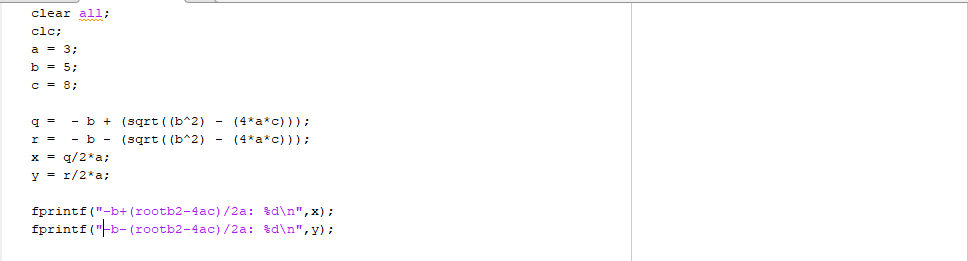 clear all;
clc;
a = 3;
b = 5;
c = 8;
q =  - b + (sqrt((b^2) - (4*a*c)));
r =  - b - (sqrt((b^2) - (4*a*c)));
x = q/2*a;
y = r/2*a;
fprintf("-b+(rootb2-4ac)/2a: %d\n",x);
fprintf("-b-(rootb2-4ac)/2a: %d\n",y);